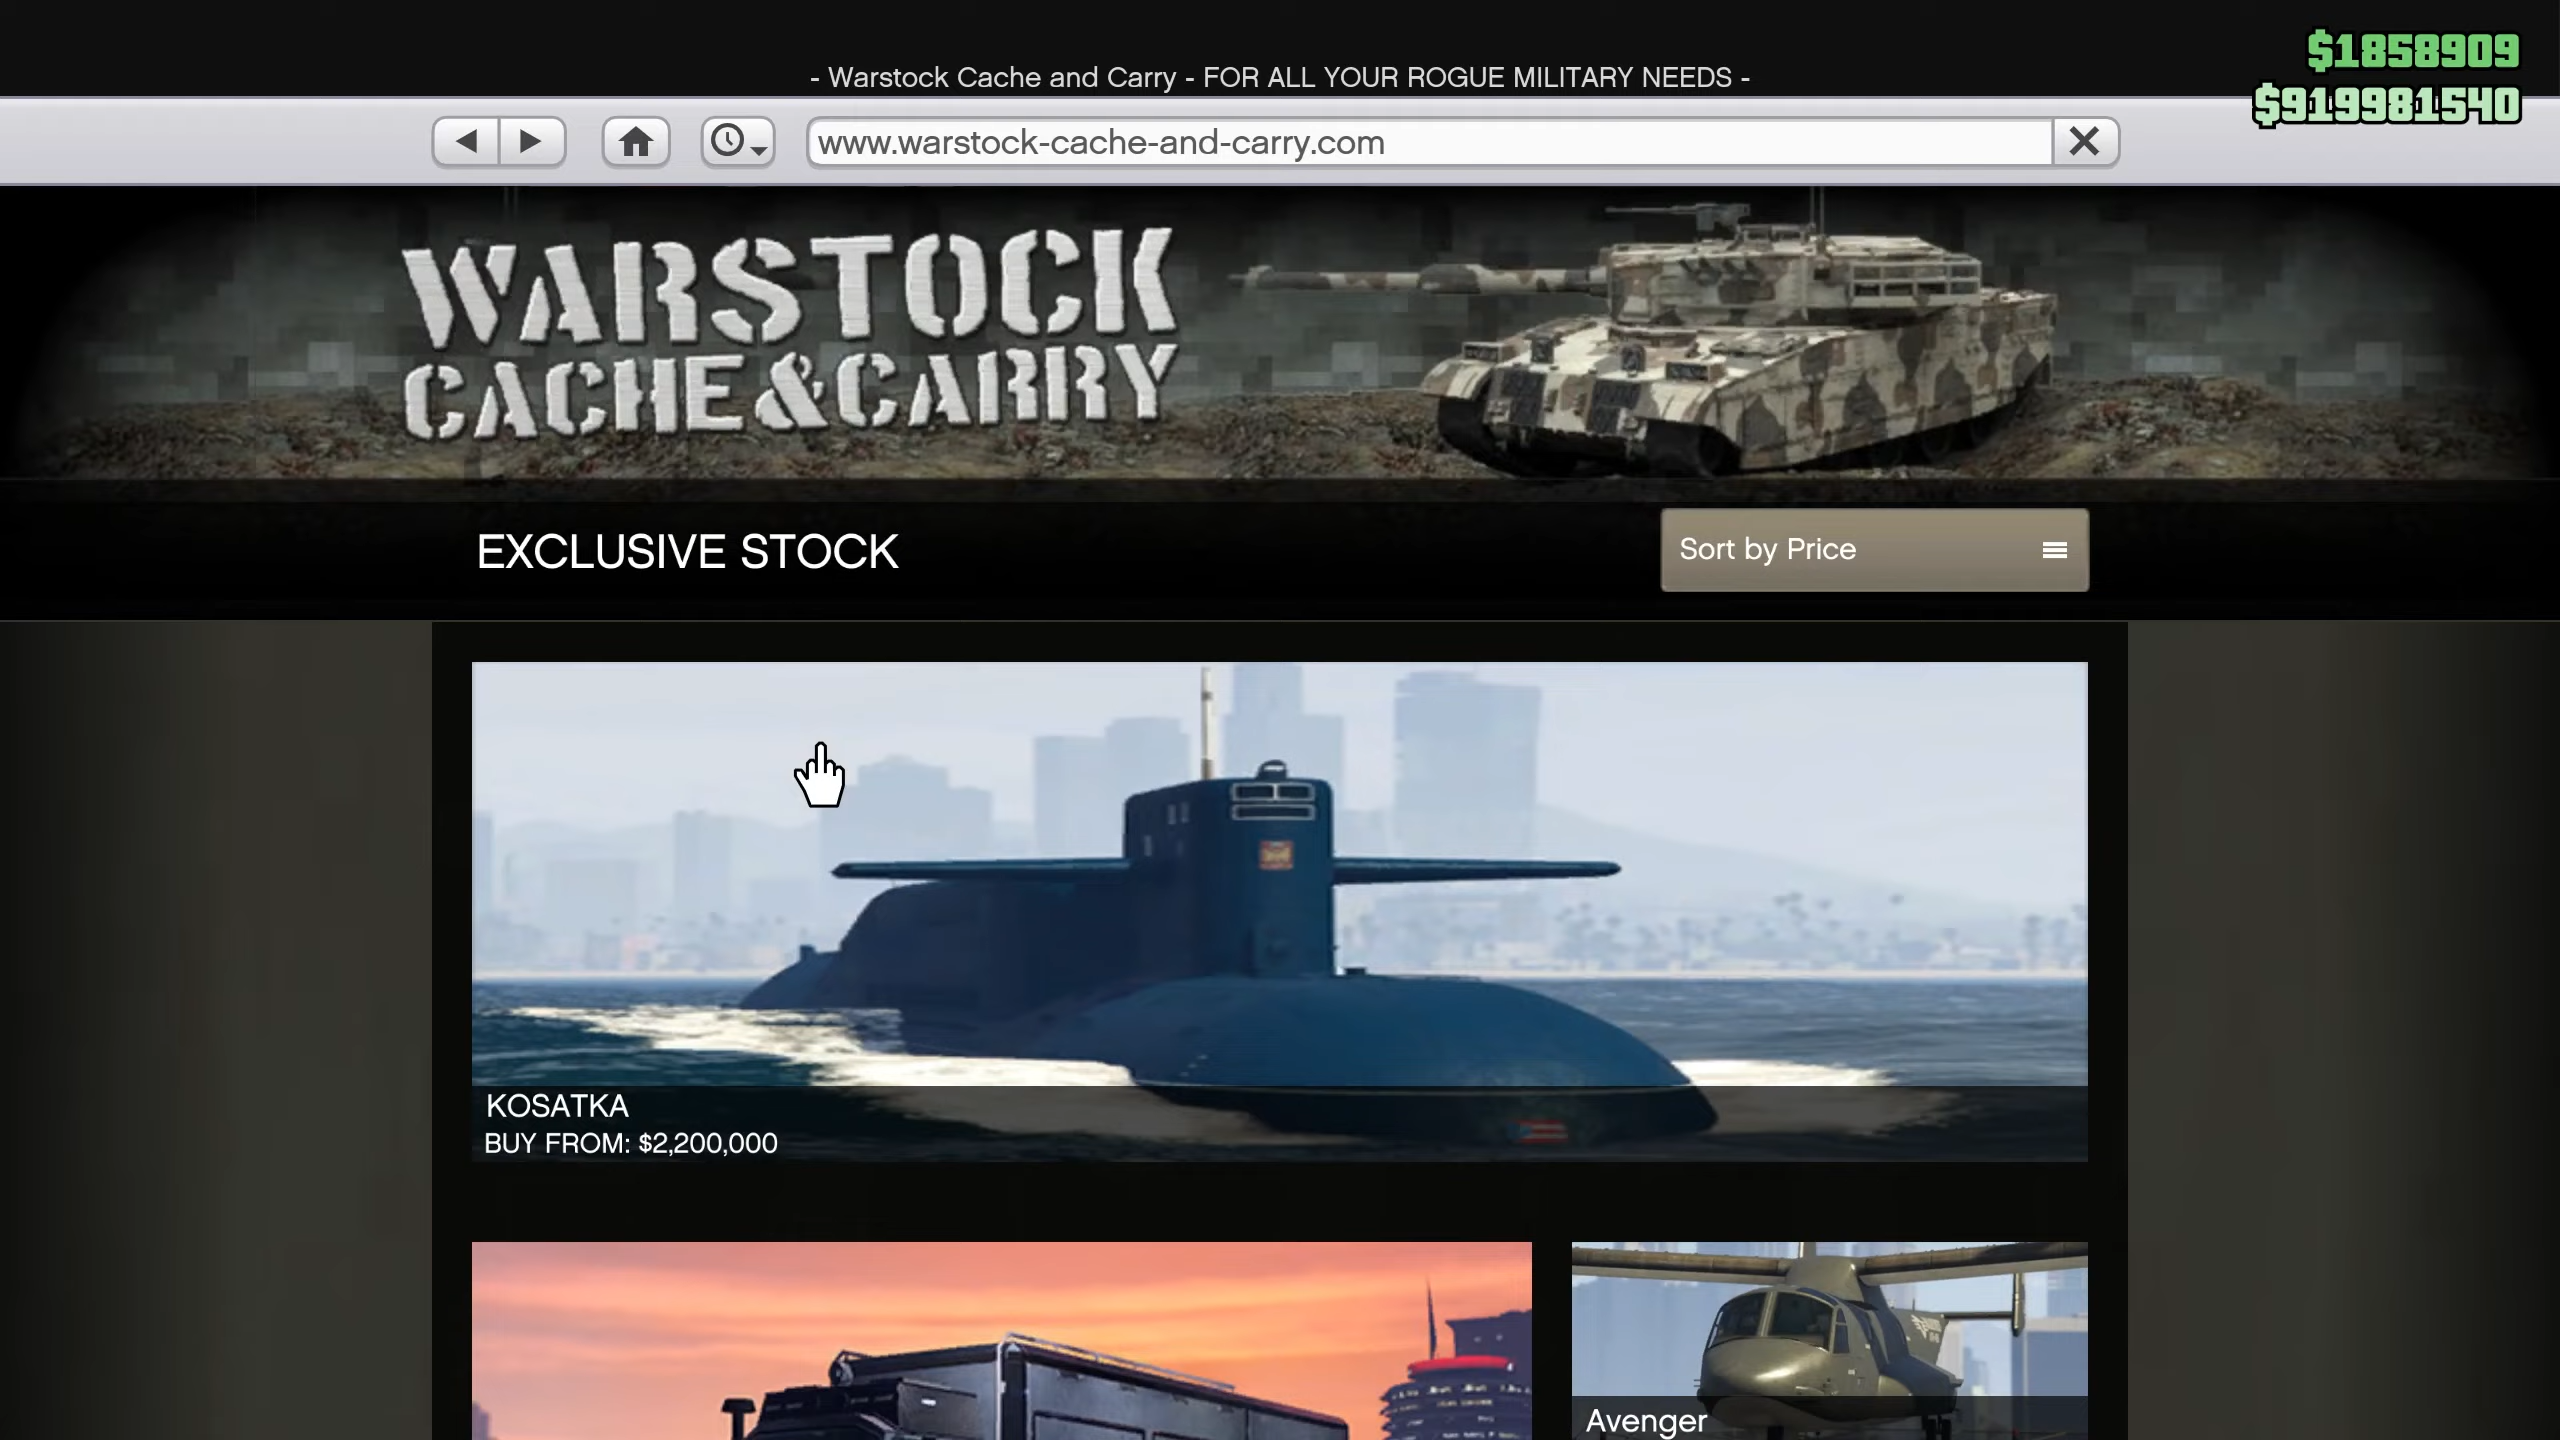 $1858909
- Warstock Cache and Carry - FOR ALL YOUR ROGUE MILITARY NEEDS -
$919981540
www.warstock-cache-and-carry.com
WARSTOCK
CACHE&CARRY
EXCLUSIVE STOCK
Sort by Price
KOSATKA
BUY FROM: $2,200,000
Avenger